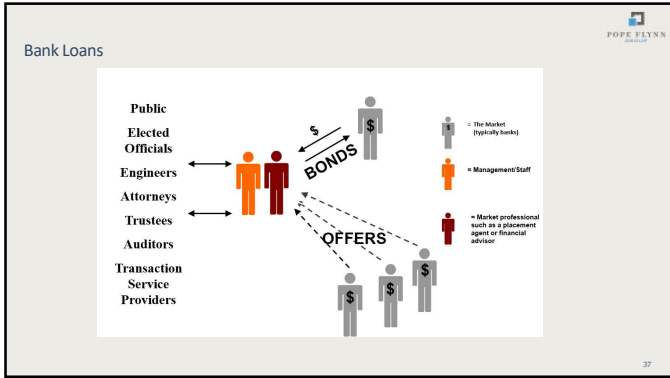 POPE FLYNN
Bank Loans
Public
Elected
Officials
Engineers
Attorneys
Trustees
Auditors
Transaction
Service
Providers
$
BONDS
$
OFFERS
$
$
$
$
= The Market
(typically banks)
= Management/Staff
= Market professional
such as a placement
agent or financial
advisor
37